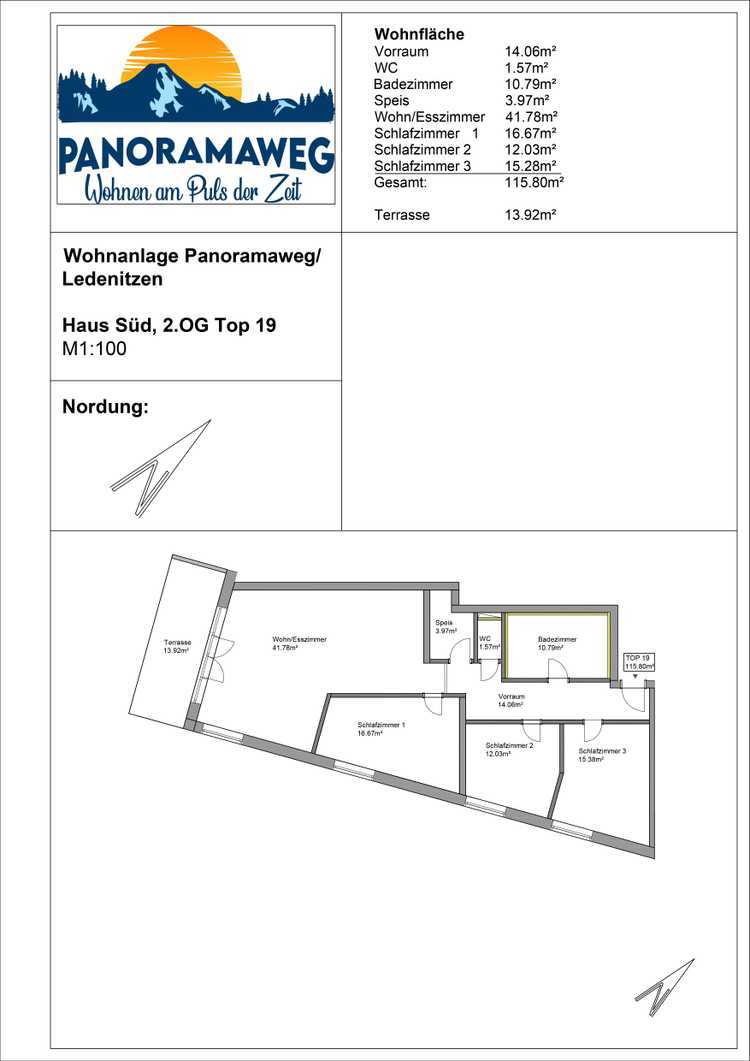 PANORAMAWEG
Wohnen am Puls der Zeit
Wohnfläche
Vorraum 14.06m²
WC 1.57m²
Badezimmer 10.79m²
Speis 3.97m²
Wohn/Esszimmer 41.78m²
Schlafzimmer 1 16.67m²
Schlafzimmer 2 12.03m²
Schlafzimmer 3 15.28m²
Gesamt: 115.80m²
Terrasse 13.92m²
Wohnanlage Panoramaweg/
Ledenitzen
Haus Süd, 2.OG Top 19
M1:100
Nordung:
N
Terrasse
13.92m²
Wohn/Esszimmer
41.78m²
Speis
3.97m²
WC
1.57m²
Badezimmer
10.79m²
TOP 19
115.80m²
Vorraum
14.06m²
Schlafzimmer 1
16.67m²
Schlafzimmer 2
12.03m²
Schlafzimmer 3
15.38m²
N